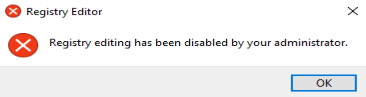 Registry Editor
Registry editing has been disabled by your administrator.
OK